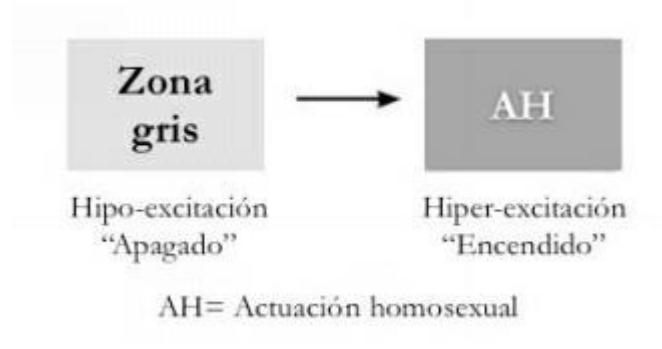 Zona
gris
AH
Hipo-excitación
“Apagado”
Hiper-excitación
“Encendido”
AH= Actuación homosexual